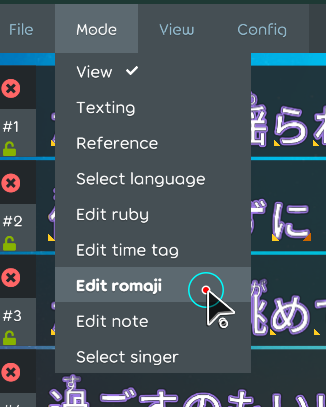 File Mode View Config
View
Texting
Reference
Select language
Edit ruby
Edit time tag
Edit romaji
Edit note
Select singer
#1
揺られ
#2
ずに
#3
眺めて
す
過ごすのたい